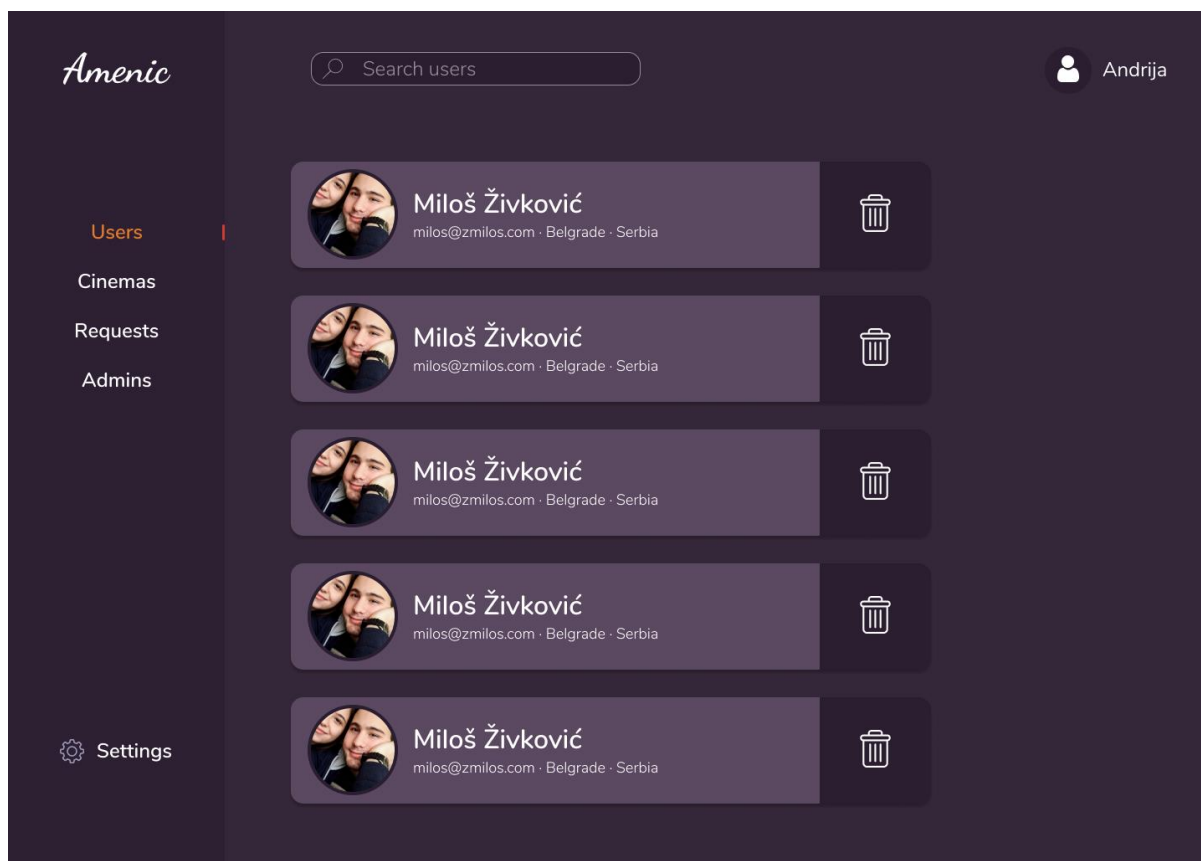 Amenic
Search users
Andrija
Users
Cinemas
Requests
Admins
Settings
Miloš Živković
milos@zmilos.com · Belgrade · Serbia
Miloš Živković
milos@zmilos.com · Belgrade · Serbia
Miloš Živković
milos@zmilos.com · Belgrade · Serbia
Miloš Živković
milos@zmilos.com · Belgrade · Serbia
Miloš Živković
milos@zmilos.com · Belgrade · Serbia